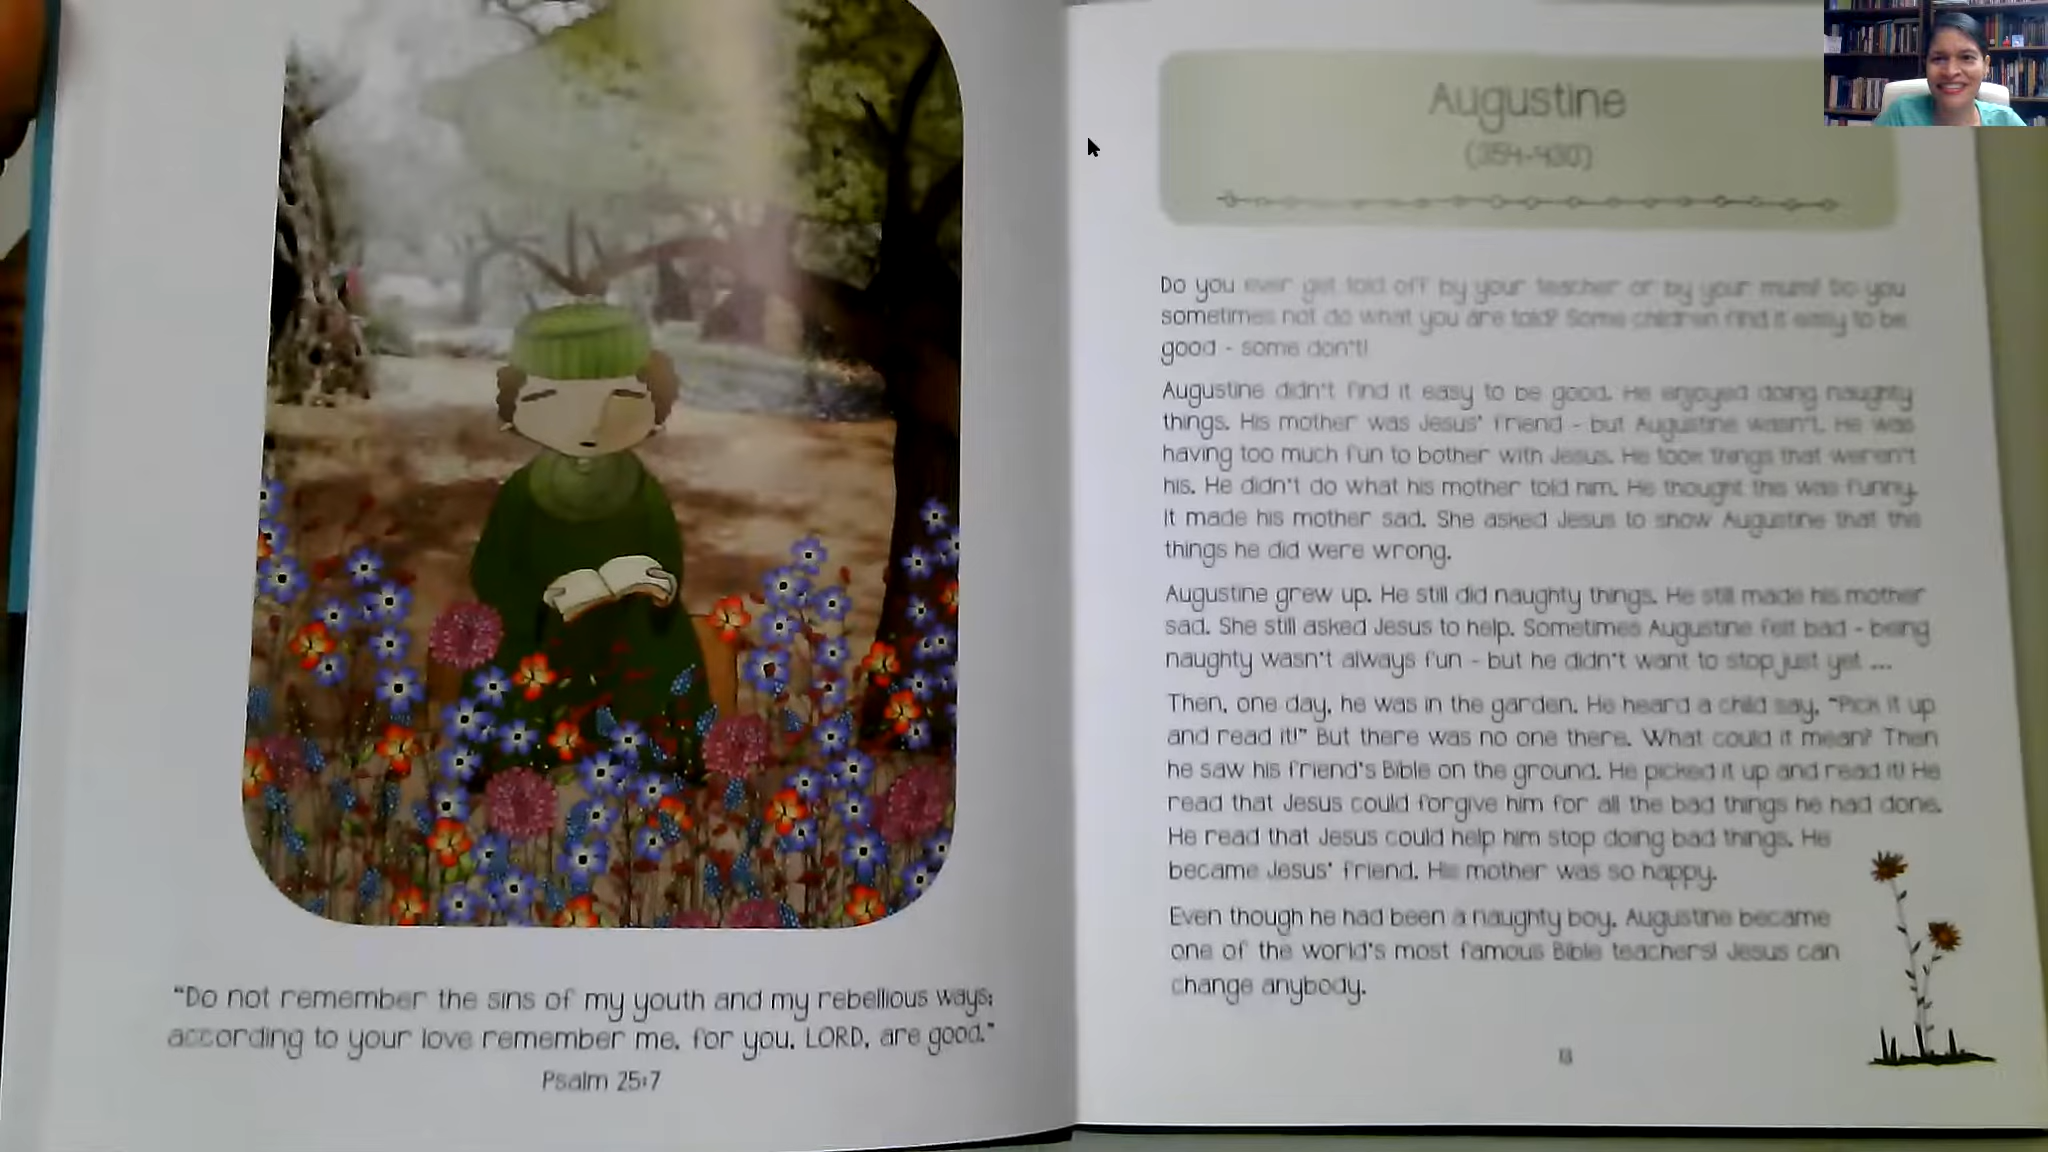 "Do not remember the sins of my youth and my rebellious ways;
according to your love remember me, for you, LORD, are good."
Psalm 25:7
Augustine
(354-430)
Do you ever get told off by your teacher or by your mum? Do you
sometimes not do what you are told? Some children find it easy to be
good - some don't!
Augustine didn't find it easy to be good. He enjoyed doing naughty
things. His mother was Jesus' friend - but Augustine wasn't. He was
having too much fun to bother with Jesus. He took things that weren't
his. He didn't do what his mother told him. He thought this was funny.
It made his mother sad. She asked Jesus to show Augustine that the
things he did were wrong.
Augustine grew up. He still did naughty things. He still made his mother
sad. She still asked Jesus to help. Sometimes Augustine felt bad - being
naughty wasn't always fun - but he didn't want to stop just yet ...
Then, one day, he was in the garden. He heard a child say, "Pick it up
and read it!" But there was no one there. What could it mean? Then
he saw his friend's Bible on the ground. He picked it up and read it! He
read that Jesus could forgive him for all the bad things he had done.
He read that Jesus could help him stop doing bad things. He
became Jesus' friend. His mother was so happy.
Even though he had been a naughty boy, Augustine became
one of the world's most famous Bible teachers! Jesus can
change anybody.